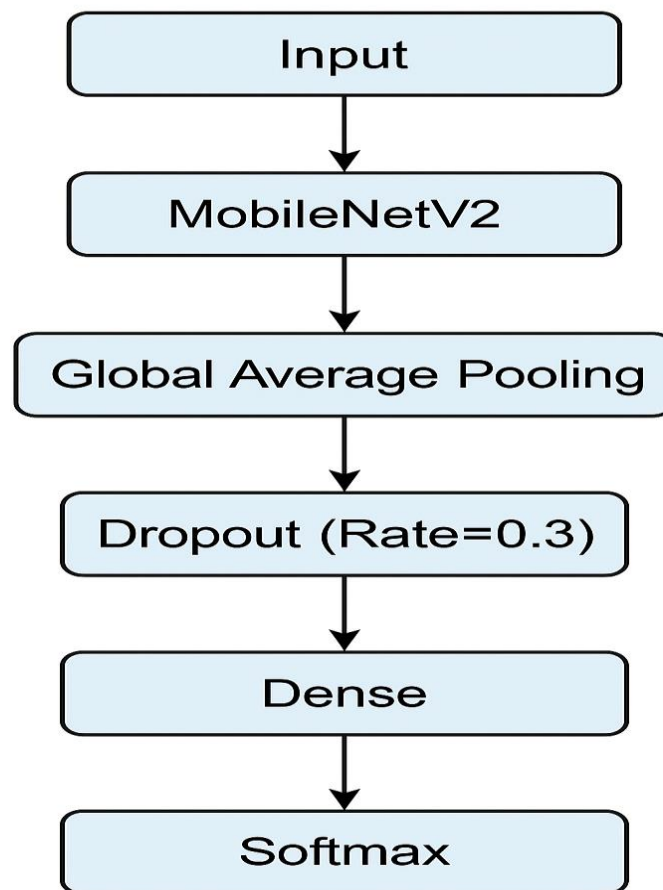 Input
MobileNetV2
Global Average Pooling
Dropout (Rate=0.3)
Dense
Softmax